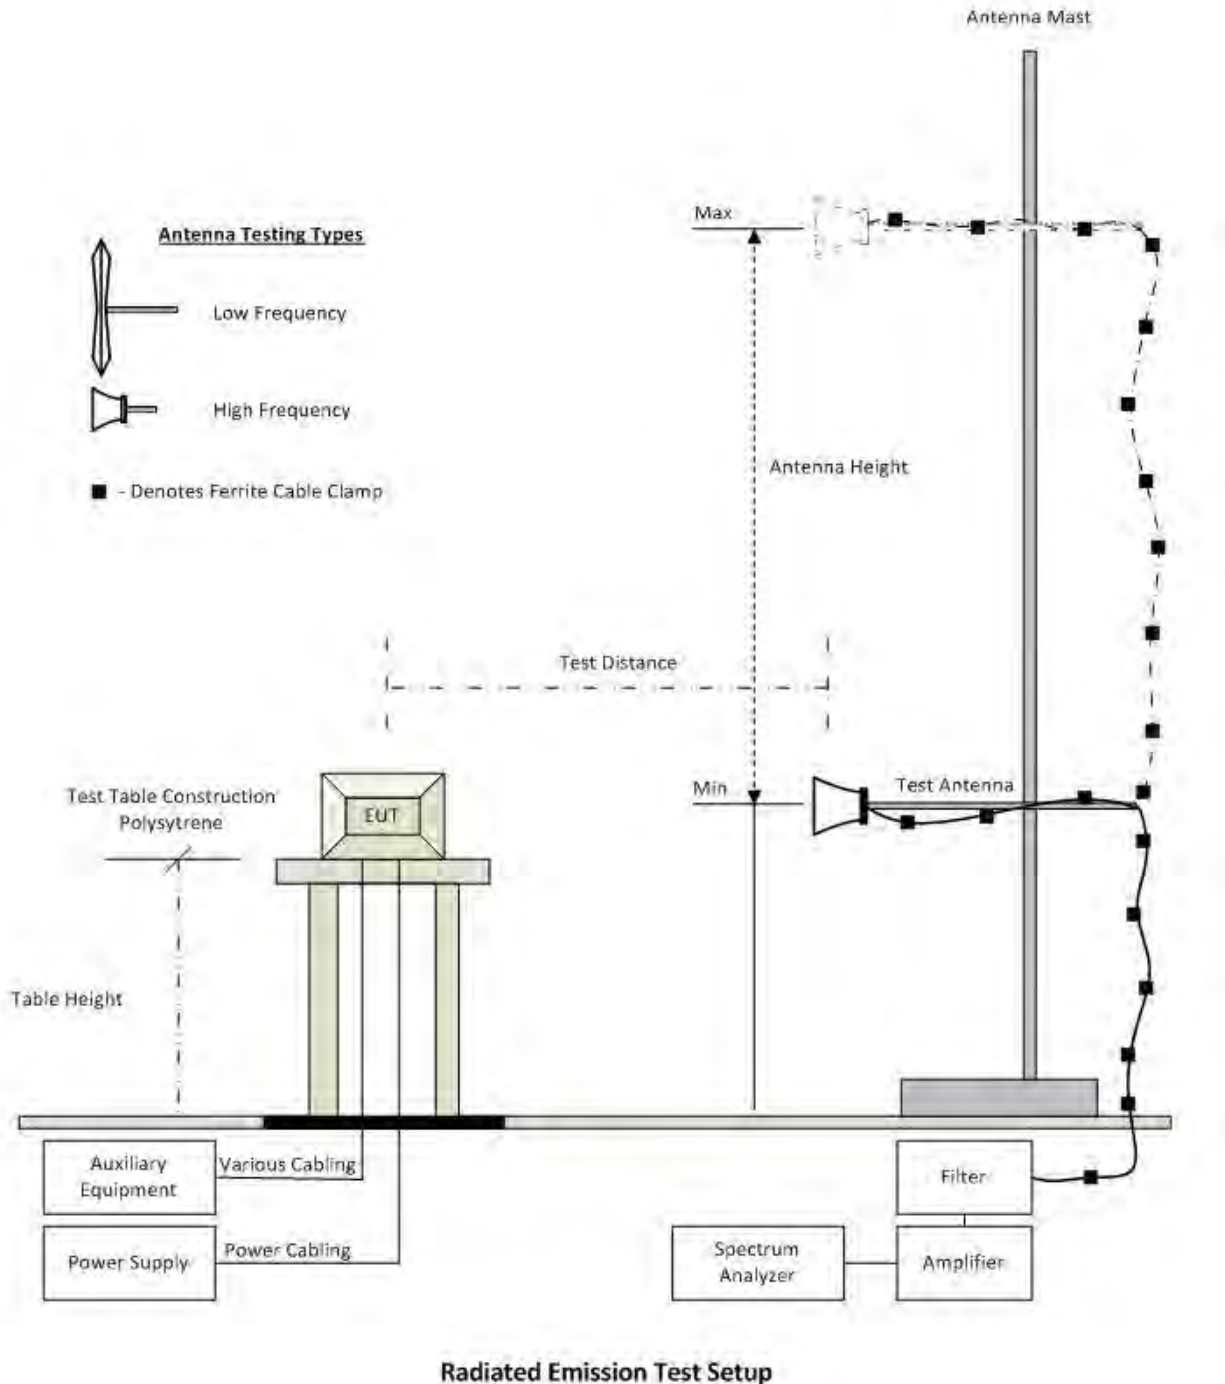 Antenna Mast
Max
Antenna Testing Types
Low Frequency
High Frequency
- Denotes Ferrite Cable Clamp
Antenna Height
Test Distance
Test Table Construction
Polysytrene
EUT
Min
Test Antenna
Table Height
Auxiliary
Equipment
Various Cabling
Filter
Power Supply
Power Cabling
Spectrum
Analyzer
Amplifier
Radiated Emission Test Setup